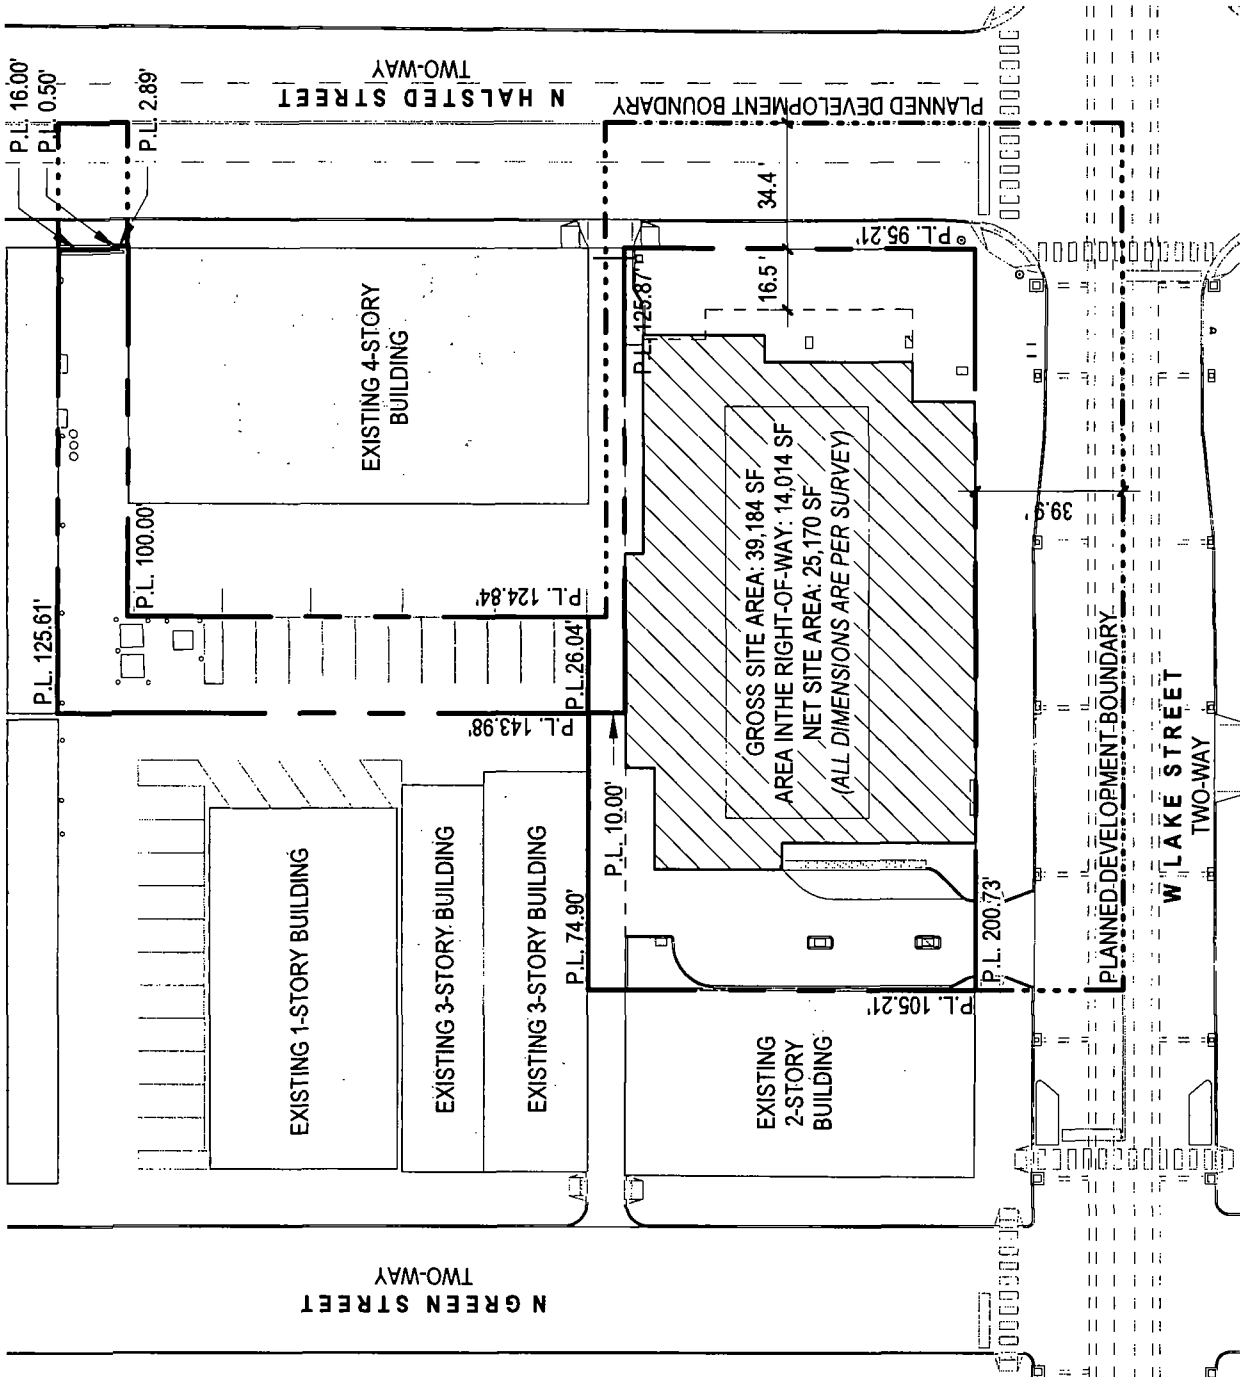 N HALSTED STREET
TWO-WAY
P.L. 16.00'
P.L. 0.50'
P.L. 2.89'
PLANNED DEVELOPMENT BOUNDARY
34.4'
16.5'
P.L. 95.21'
P.L. 125.87'
EXISTING 4-STORY
BUILDING
P.L. 100.00'
P.L. 124.84'
P.L. 125.61'
P.L. 26.04'
P.L. 143.98'
P.L. 10.00'
P.L. 74.90'
GROSS SITE AREA: 39,184 SF
AREA INTHE RIGHT-OF-WAY: 14,014 SF
NET SITE AREA: 25,170 SF
(ALL DIMENSIONS ARE PER SURVEY)
39.9'
P.L. 200.73'
P.L. 105.21'
PLANNED DEVELOPMENT BOUNDARY
W LAKE STREET
TWO-WAY
EXISTING 1-STORY BUILDING
EXISTING 3-STORY BUILDING
EXISTING 3-STORY BUILDING
EXISTING
2-STORY
BUILDING
TWO-WAY
N GREEN STREET